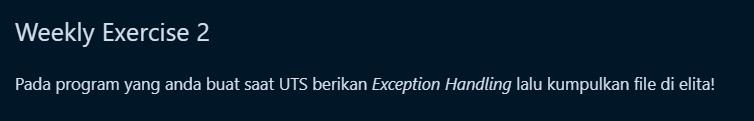 Weekly Exercise 2
Pada program yang anda buat saat UTS berikan Exception Handling lalu kumpulkan file di elita!